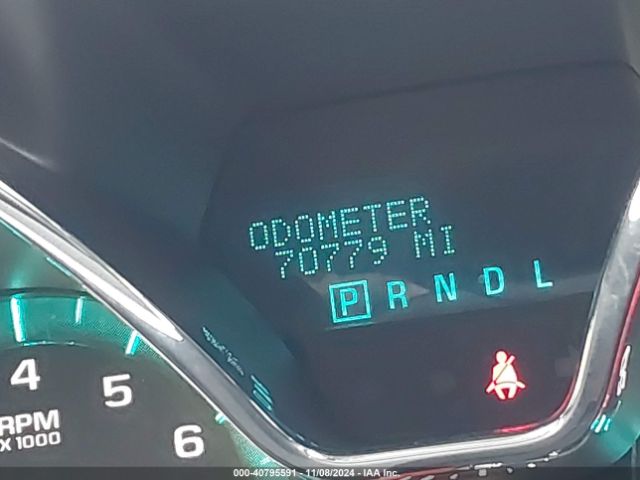 ODOMETER
70779 MI
P R N D L
4
5
6
RPM
X 1000
000-40795591 - 11/08/2024 - IAA Inc.